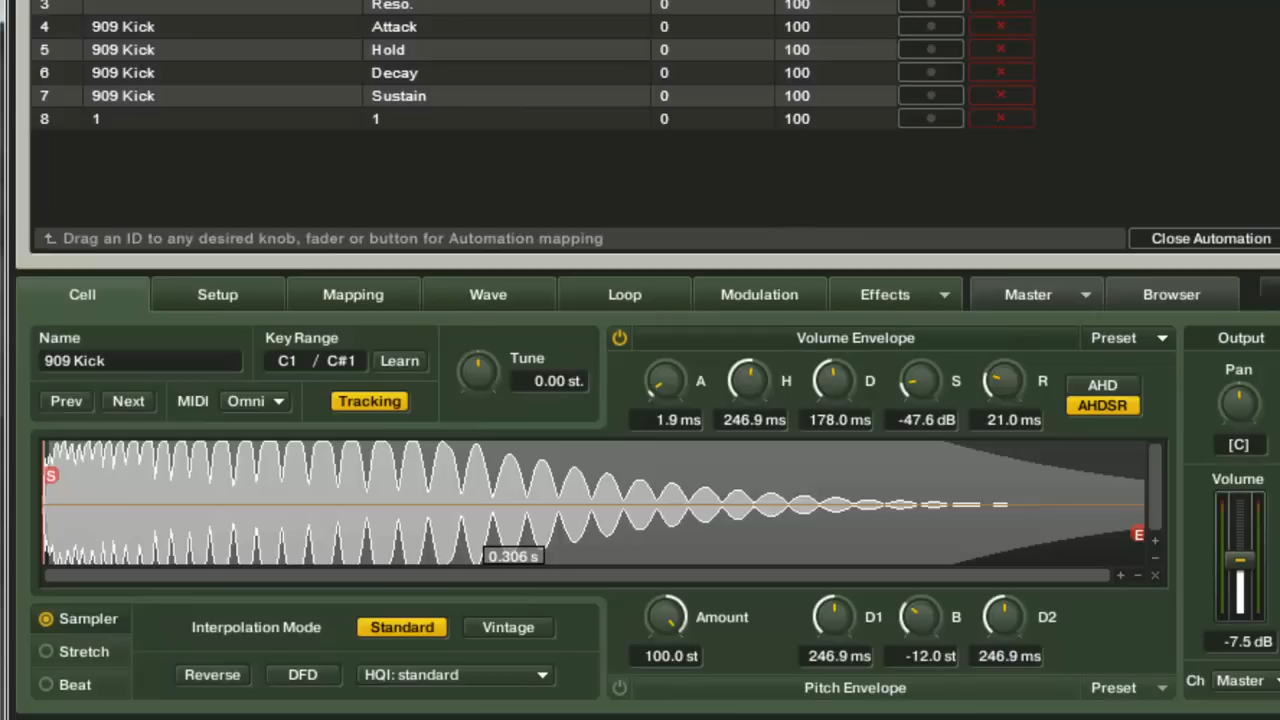 3 Reso. 0 100
4 909 Kick Attack 0 100
5 909 Kick Hold 0 100
6 909 Kick Decay 0 100
7 909 Kick Sustain 0 100
8 1 1 0 100
Drag an ID to any desired knob, fader or button for Automation mapping Close Automation
Cell Setup Mapping Wave Loop Modulation Effects Master Browser
Name Key Range Tune Volume Envelope Preset Output
909 Kick C1 / C#1 Learn 0.00 st. A H D S R AHD Pan
Prev Next MIDI Omni Tracking 1.9 ms 246.9 ms 178.0 ms -47.6 dB 21.0 ms AHDSR
[C]
S
Volume
E
0.306 s
Sampler Interpolation Mode Standard Vintage Amount D1 B D2
Stretch 100.0 st 246.9 ms -12.0 st 246.9 ms -7.5 dB
Beat Reverse DFD HQI: standard Pitch Envelope Preset Ch Master